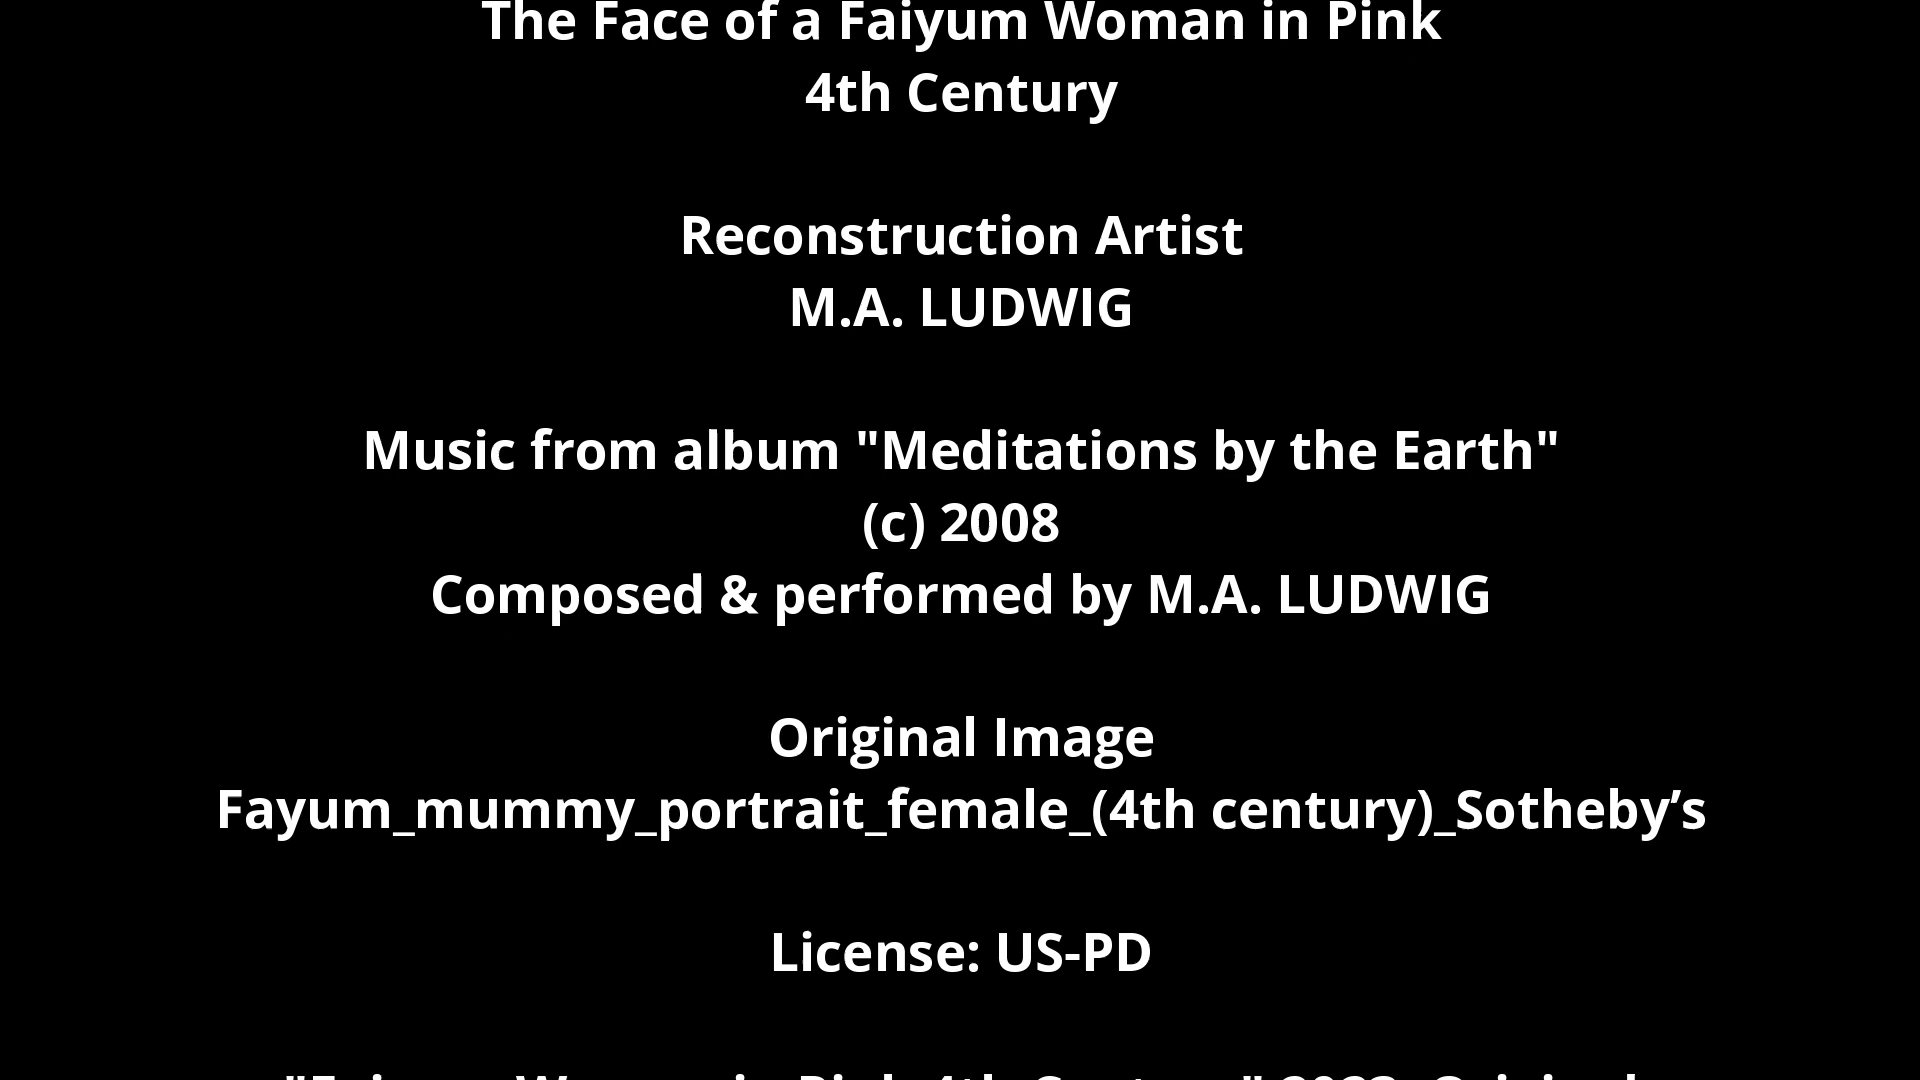 The Face of a Faiyum Woman in Pink
4th Century
Reconstruction Artist
M.A. LUDWIG
Music from album "Meditations by the Earth"
(c) 2008
Composed & performed by M.A. LUDWIG
Original Image
Fayum_mummy_portrait_female_(4th century)_Sotheby’s
License: US-PD